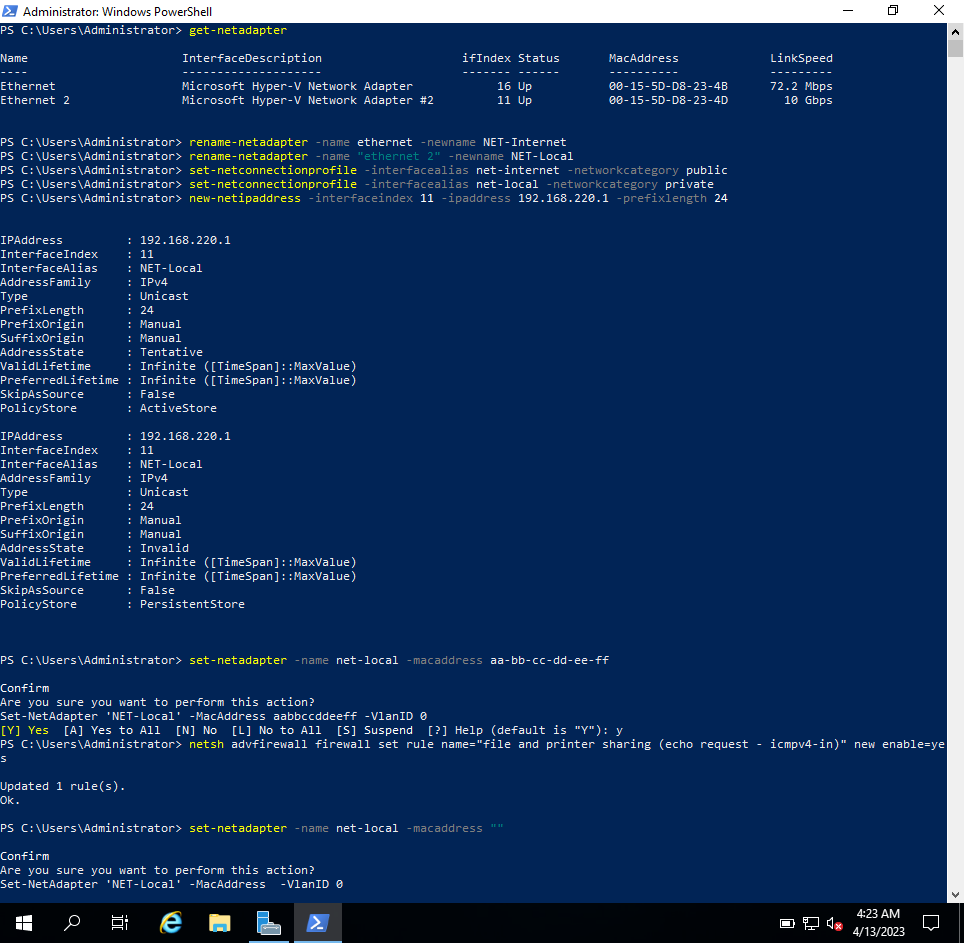 Administrator: Windows PowerShell
PS C:\Users\Administrator> get-netadapter
Name                      InterfaceDescription                    ifIndex Status       MacAddress             LinkSpeed
----                      --------------------                    ------- ------       ----------             ---------
Ethernet                  Microsoft Hyper-V Network Adapter            16 Up           00-15-5D-D8-23-4B      72.2 Mbps
Ethernet 2                Microsoft Hyper-V Network Adapter #2         11 Up           00-15-5D-D8-23-4D        10 Gbps
PS C:\Users\Administrator> rename-netadapter -name ethernet -newname NET-Internet
PS C:\Users\Administrator> rename-netadapter -name "ethernet 2" -newname NET-Local
PS C:\Users\Administrator> set-netconnectionprofile -interfacealias net-internet -networkcategory public
PS C:\Users\Administrator> set-netconnectionprofile -interfacealias net-local -networkcategory private
PS C:\Users\Administrator> new-netipaddress -interfaceindex 11 -ipaddress 192.168.220.1 -prefixlength 24
IPAddress         : 192.168.220.1
InterfaceIndex    : 11
InterfaceAlias    : NET-Local
AddressFamily     : IPv4
Type              : Unicast
PrefixLength      : 24
PrefixOrigin      : Manual
SuffixOrigin      : Manual
AddressState      : Tentative
ValidLifetime     : Infinite ([TimeSpan]::MaxValue)
PreferredLifetime : Infinite ([TimeSpan]::MaxValue)
SkipAsSource      : False
PolicyStore       : ActiveStore
IPAddress         : 192.168.220.1
InterfaceIndex    : 11
InterfaceAlias    : NET-Local
AddressFamily     : IPv4
Type              : Unicast
PrefixLength      : 24
PrefixOrigin      : Manual
SuffixOrigin      : Manual
AddressState      : Invalid
ValidLifetime     : Infinite ([TimeSpan]::MaxValue)
PreferredLifetime : Infinite ([TimeSpan]::MaxValue)
SkipAsSource      : False
PolicyStore       : PersistentStore
PS C:\Users\Administrator> set-netadapter -name net-local -macaddress aa-bb-cc-dd-ee-ff
Confirm
Are you sure you want to perform this action?
Set-NetAdapter 'NET-Local' -MacAddress aabbccddeeff -VlanID 0
[Y] Yes  [A] Yes to All  [N] No  [L] No to All  [S] Suspend  [?] Help (default is "Y"): y
PS C:\Users\Administrator> netsh advfirewall firewall set rule name="file and printer sharing (echo request - icmpv4-in)" new enable=ye
s
Updated 1 rule(s).
Ok.
PS C:\Users\Administrator> set-netadapter -name net-local -macaddress ""
Confirm
Are you sure you want to perform this action?
Set-NetAdapter 'NET-Local' -MacAddress  -VlanID 0
4:23 AM
4/13/2023